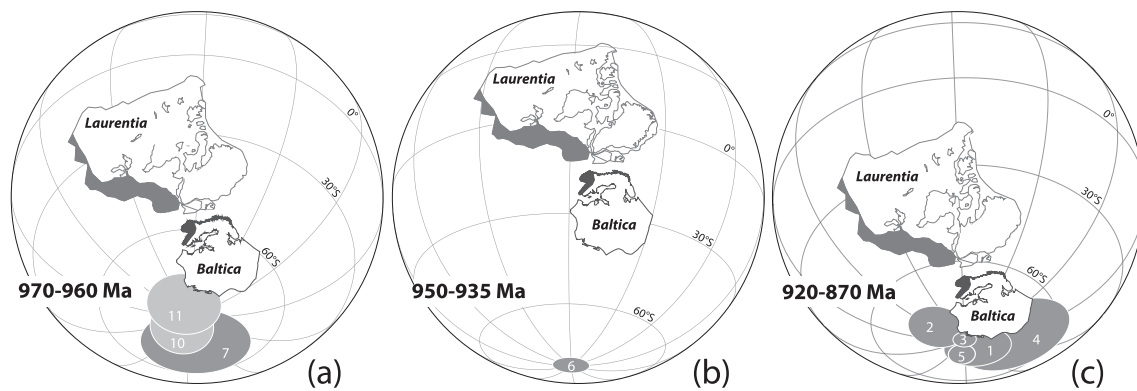 Laurentia
0°
30°S
60°S
Baltica
970-960 Ma
11
10
7
(a)
Laurentia
0°
Baltica
30°S
950-935 Ma
60°S
6
(b)
0°
Laurentia
30°S
60°S
920-870 Ma
Baltica
2
3
4
5
1
(c)